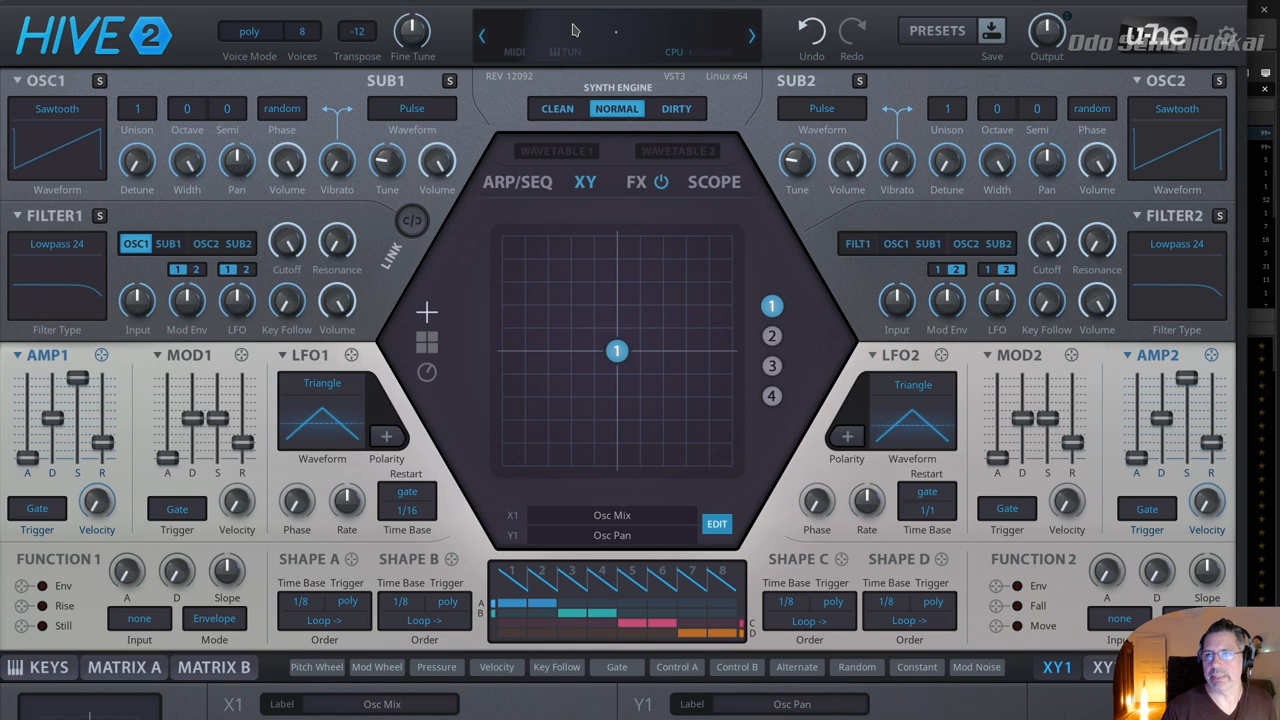 HIVE 2
poly 8 -12
Voice Mode Voices Transpose Fine Tune
MIDI TUN CPU
Undo Redo
PRESETS Save
Output
u-he
REV 12092 VST3 Linux x64
SYNTH ENGINE
CLEAN NORMAL DIRTY
OSC1 S SUB1 S
Sawtooth 1 0 0 random Pulse
Unison Octave Semi Phase Waveform
Detune Width Pan Volume Vibrato Tune Volume
Waveform
SUB2 S OSC2 S
Pulse 1 0 0 random Sawtooth
Waveform Unison Octave Semi Phase
Tune Volume Vibrato Detune Width Pan Volume
Waveform
WAVETABLE 1 WAVETABLE 2
ARP/SEQ XY FX SCOPE
FILTER1 S
Lowpass 24 OSC1 SUB1 OSC2 SUB2
1 2 1 2 Cutoff Resonance
Input Mod Env LFO Key Follow Volume
Filter Type
LINK
FILTER2 S
FILT1 OSC1 SUB1 OSC2 SUB2 Lowpass 24
1 2 1 2 Cutoff Resonance
Input Mod Env LFO Key Follow Volume
Filter Type
1
1
2
3
4
X1 Osc Mix
Y1 Osc Pan
EDIT
AMP1 MOD1 LFO1
Triangle
Waveform Polarity
A D S R A D S R
Restart
Gate Gate gate
1/16
Trigger Velocity Trigger Velocity Phase Rate Time Base
LFO2 MOD2 AMP2
Triangle
Polarity Waveform
A D S R A D S R
Restart
gate Gate Gate
1/1
Phase Rate Time Base Trigger Velocity Trigger Velocity
FUNCTION 1 SHAPE A SHAPE B
Env
Rise
Still
A D Slope
none Envelope
Input Mode
Time Base Trigger Time Base Trigger
1/8 poly 1/8 poly
Loop -> Loop ->
Order Order
1 2 3 4 5 6 7 8
A
B
C
D
SHAPE C SHAPE D FUNCTION 2
Time Base Trigger Time Base Trigger
1/8 poly 1/8 poly
Loop -> Loop ->
Order Order
Env
Fall
Move
A D Slope
none
Input
KEYS MATRIX A MATRIX B
Pitch Wheel Mod Wheel Pressure Velocity Key Follow Gate Control A Control B Alternate Random Constant Mod Noise
XY1
X1 Label Osc Mix Y1 Label Osc Pan